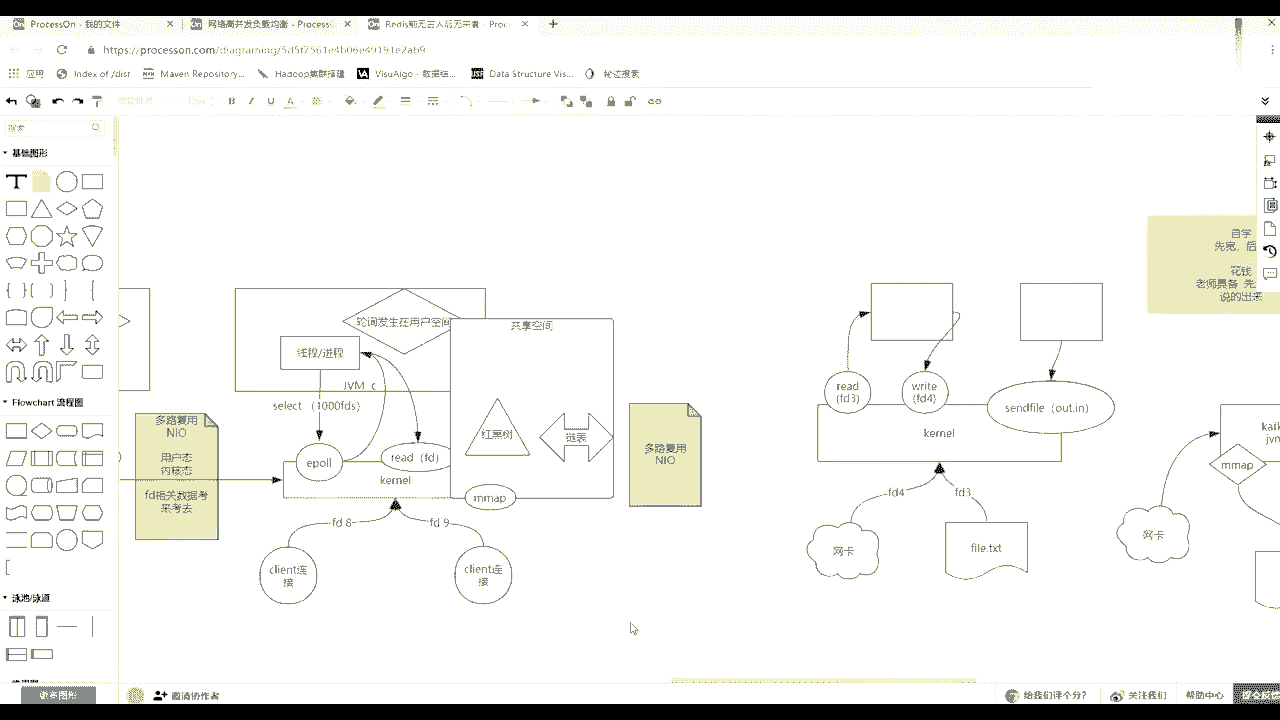 ProcessOn - 我的文件
网络高并发负载均衡 - Process
Redis前无古人后无来者 - Proc
https://processon.com/diagraming/5d5f2561e4b06e49191e2ab9
应用
Index of /dist
Maven Repository...
Hadoop集群搭建
VisuAlgo - 数据结...
Data Structure Vis...
秘迹搜索
B
I
U
A
搜索
基础图形
T
Flowchart 流程图
泳池/泳道
更多图形
邀请协作者
给我们评个分?
关注我们
帮助中心
多路复用
NIO
用户态
内核态
fd相关数据考
来考去
轮询发生在用户空间
线程/进程
JVM c
select （1000fds）
epoll
read（fd）
kernel
fd 8
fd 9
client连
接
client连
接
共享空间
红黑树
链表
mmap
多路复用
NIO
read
(fd3)
write
(fd4)
sendfile（out.in）
kernel
fd4
fd3
网卡
file.txt
自学
花钱
老师具备 先
说的出来
mmap
网卡